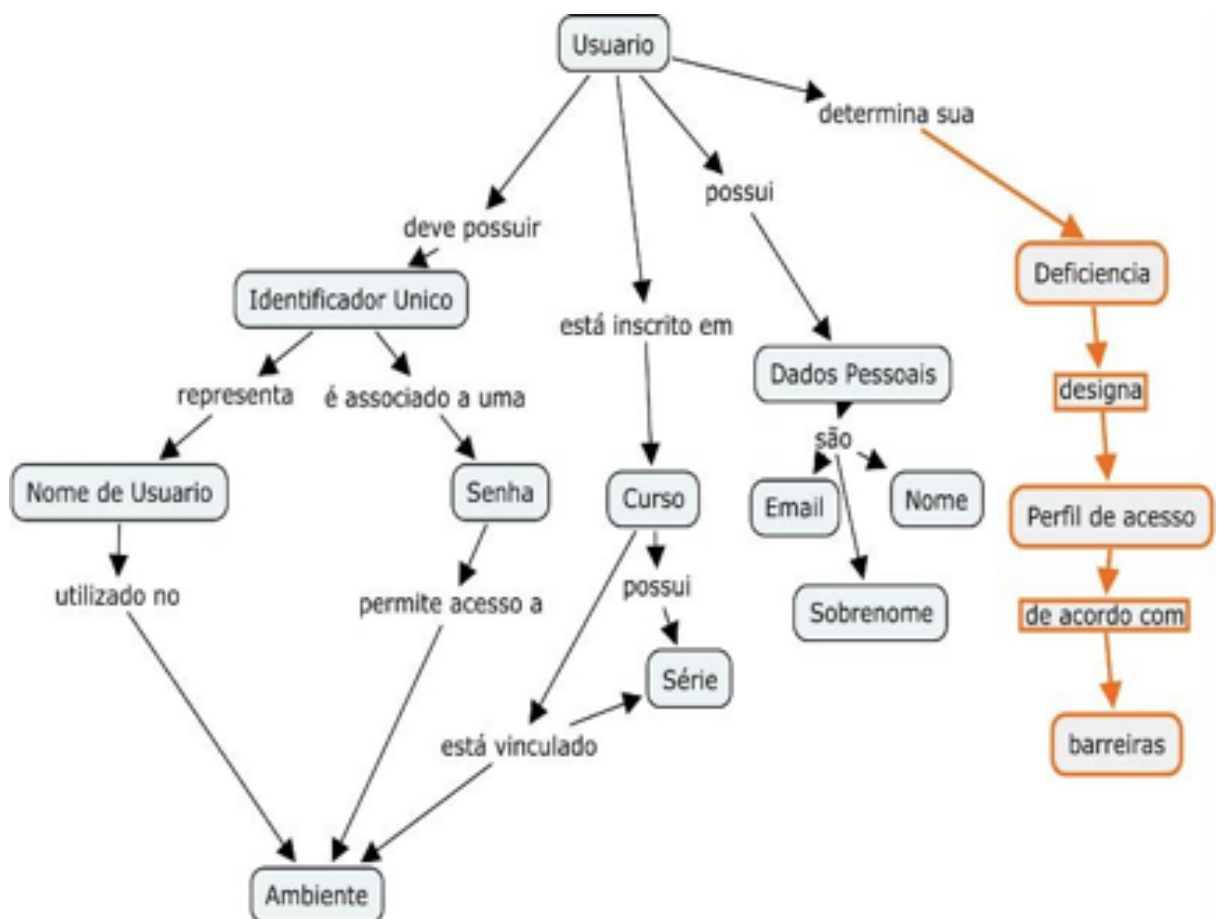 Usuario
determina sua
possui
deve possuir
Deficiencia
Identificador Unico
está inscrito em
Dados Pessoais
designa
representa
é associado a uma
são
Nome de Usuario
Senha
Curso
Email
Nome
Perfil de acesso
utilizado no
permite acesso a
possui
Sobrenome
de acordo com
Série
está vinculado
barreiras
Ambiente